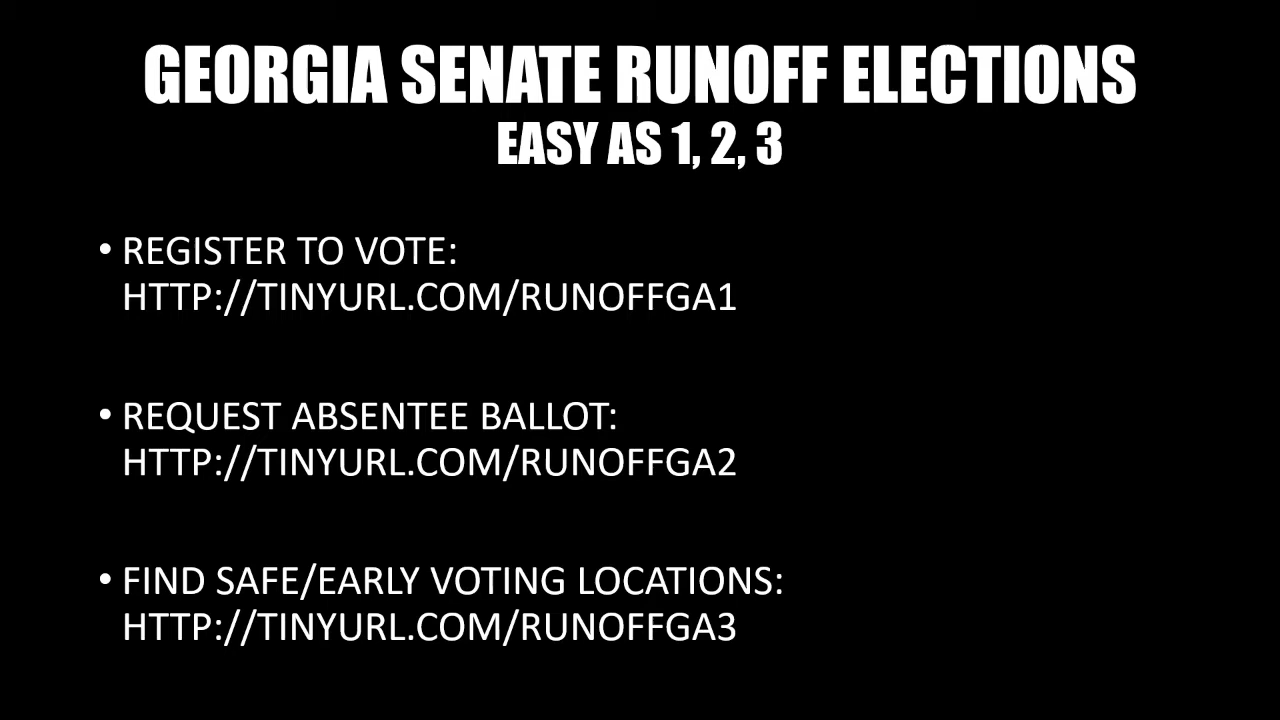 GEORGIA SENATE RUNOFF ELECTIONS
EASY AS 1, 2, 3
• REGISTER TO VOTE:
HTTP://TINYURL.COM/RUNOFFGA1
• REQUEST ABSENTEE BALLOT:
HTTP://TINYURL.COM/RUNOFFGA2
• FIND SAFE/EARLY VOTING LOCATIONS:
HTTP://TINYURL.COM/RUNOFFGA3